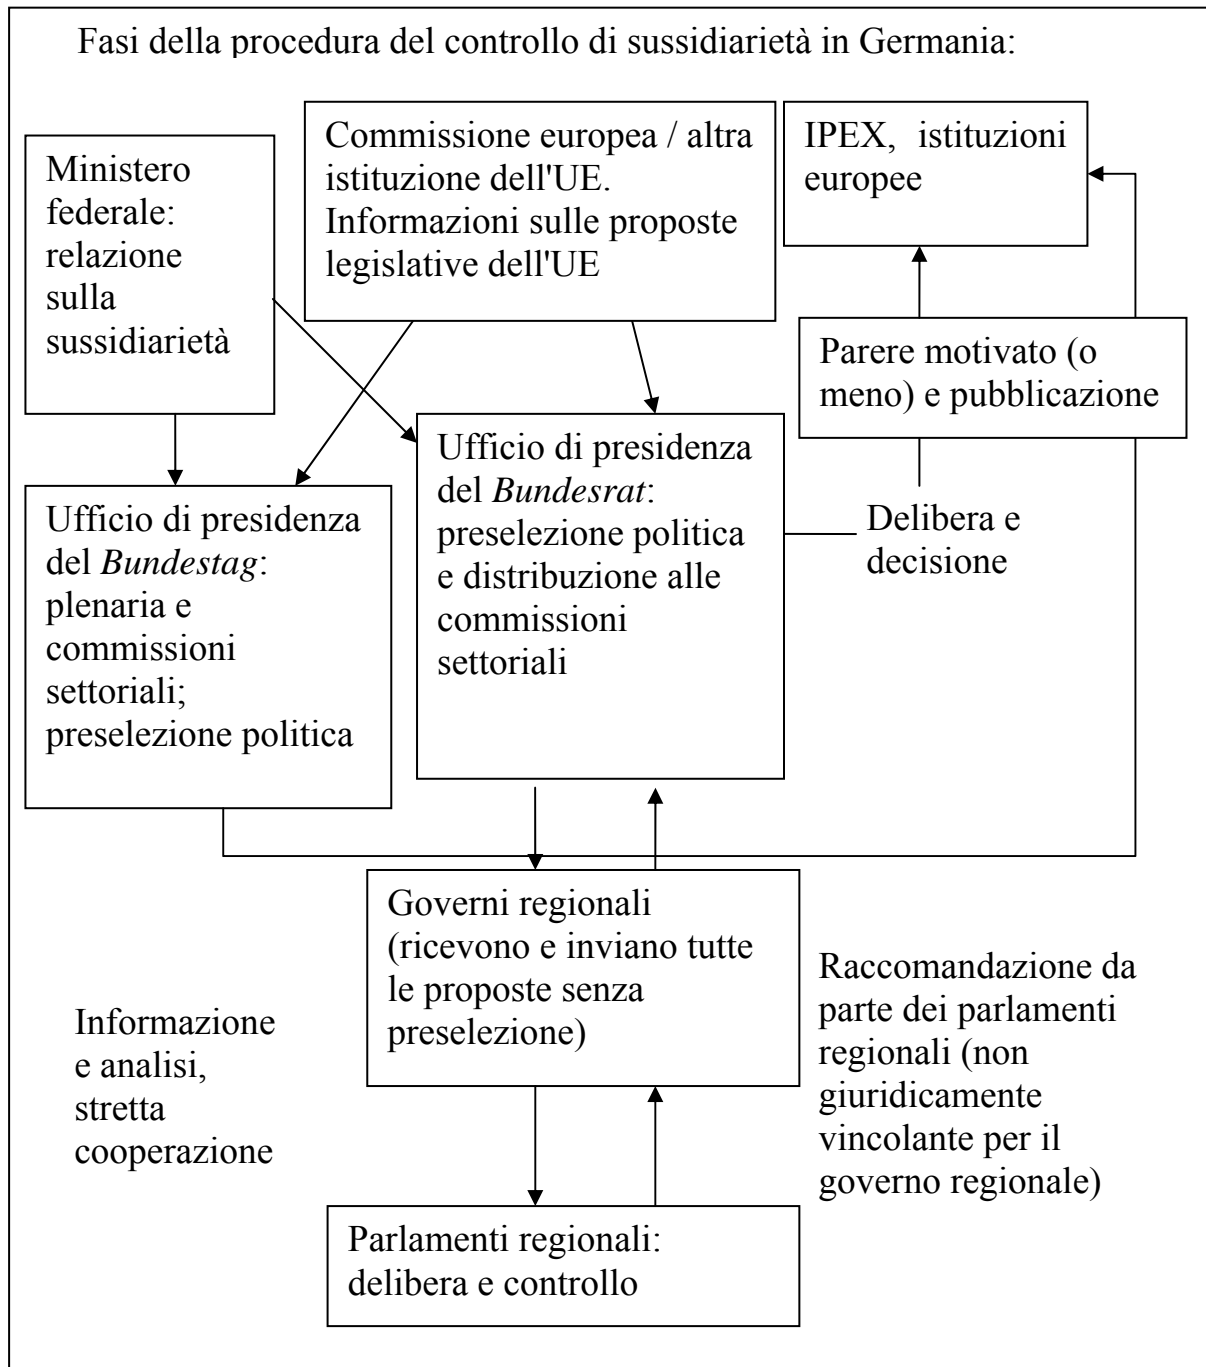 Fasi della procedura del controllo di sussidiarietà in Germania:
Ministero
federale:
relazione
sulla
sussidiarietà
Commissione europea / altra
istituzione dell'UE.
Informazioni sulle proposte
legislative dell'UE
IPEX, istituzioni
europee
Parere motivato (o
meno) e pubblicazione
Ufficio di presidenza
del Bundestag:
plenaria e
commissioni
settoriali;
preselezione politica
Ufficio di presidenza
del Bundesrat:
preselezione politica
e distribuzione alle
commissioni
settoriali
Delibera e
decisione
Governi regionali
(ricevono e inviano tutte
le proposte senza
preselezione)
Informazione
e analisi,
stretta
cooperazione
Raccomandazione da
parte dei parlamenti
regionali (non
giuridicamente
vincolante per il
governo regionale)
Parlamenti regionali:
delibera e controllo